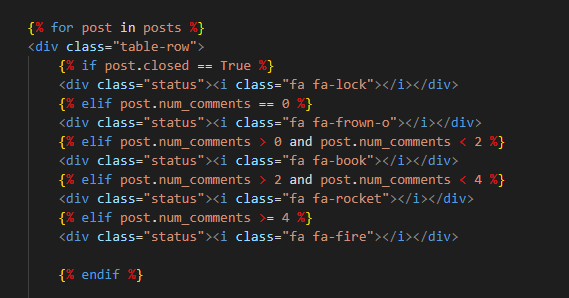 {% for post in posts %}
<div class="table-row">
{% if post.closed == True %}
<div class="status"><i class="fa fa-lock"></i></div>
{% elif post.num_comments == 0 %}
<div class="status"><i class="fa fa-frown-o"></i></div>
{% elif post.num_comments > 0 and post.num_comments < 2 %}
<div class="status"><i class="fa fa-book"></i></div>
{% elif post.num_comments > 2 and post.num_comments < 4 %}
<div class="status"><i class="fa fa-rocket"></i></div>
{% elif post.num_comments >= 4 %}
<div class="status"><i class="fa fa-fire"></i></div>
{% endif %}